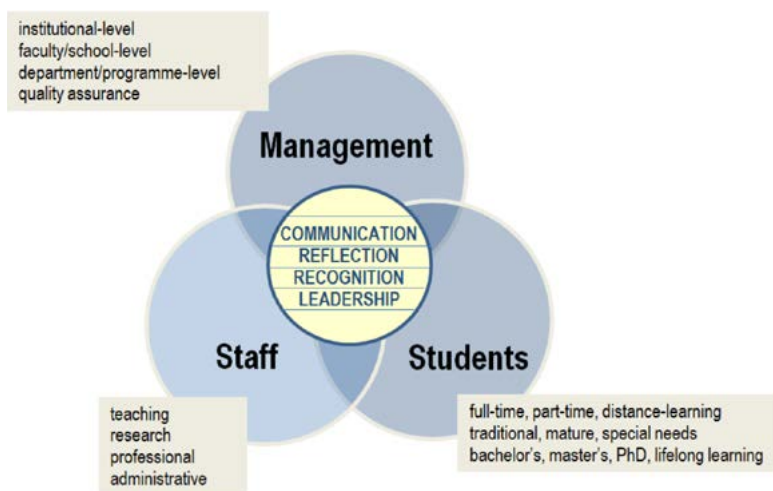 institutional-level
faculty/school-level
department/programme-level
quality assurance
Management
COMMUNICATION
REFLECTION
RECOGNITION
LEADERSHIP
Staff
Students
teaching
research
professional
administrative
full-time, part-time, distance-learning
traditional, mature, special needs
bachelor's, master's, PhD, lifelong learning